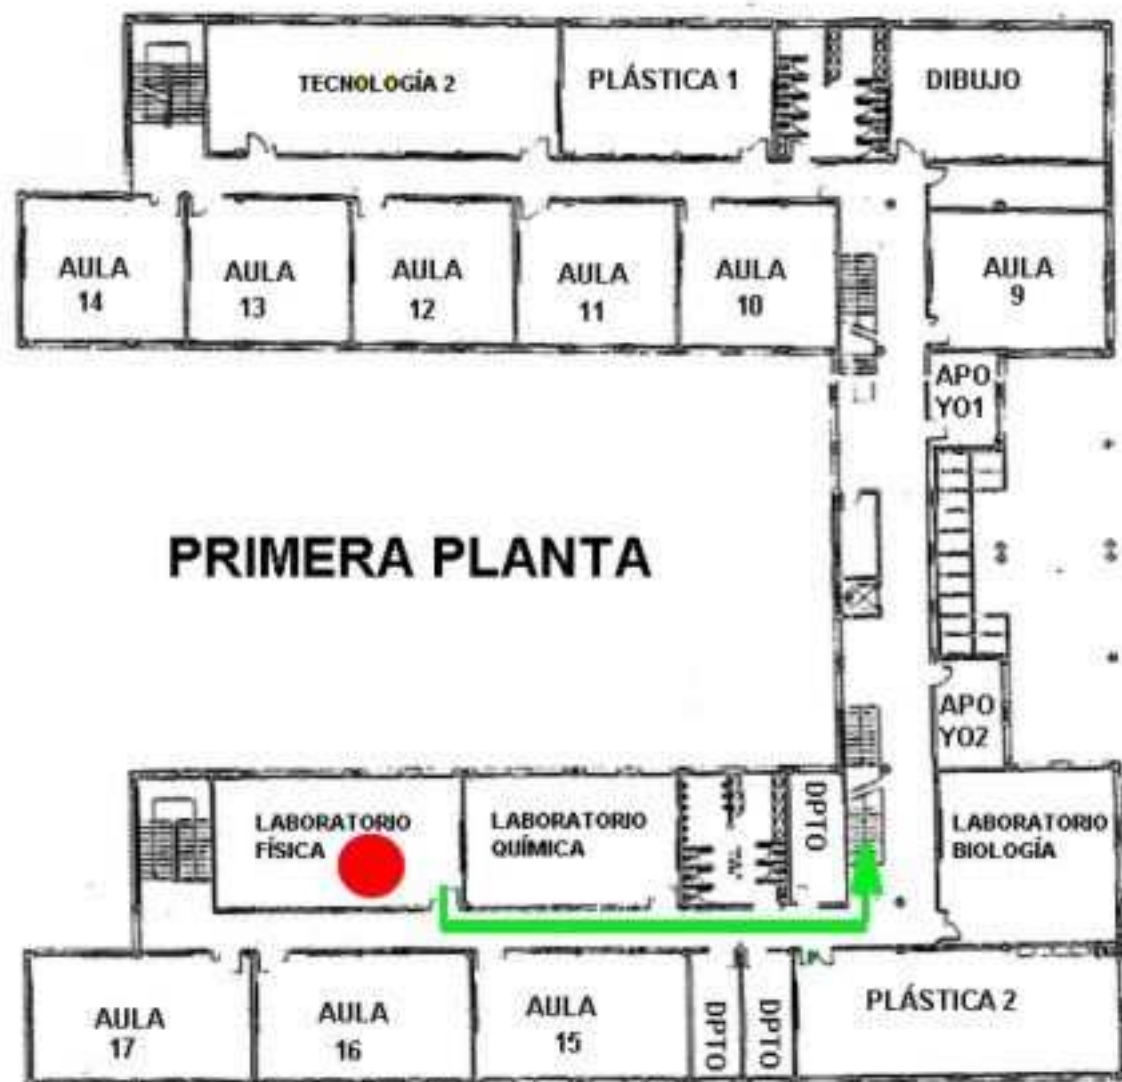 TECNOLOGÍA 2
PLÁSTICA 1
DIBUJO
AULA
14
AULA
13
AULA
12
AULA
11
AULA
10
AULA
9
APO
YO1
PRIMERA PLANTA
APO
YO2
LABORATORIO
FÍSICA
LABORATORIO
QUÍMICA
DPTO
LABORATORIO
BIOLOGÍA
AULA
17
AULA
16
AULA
15
DPTO
DPTO
PLÁSTICA 2